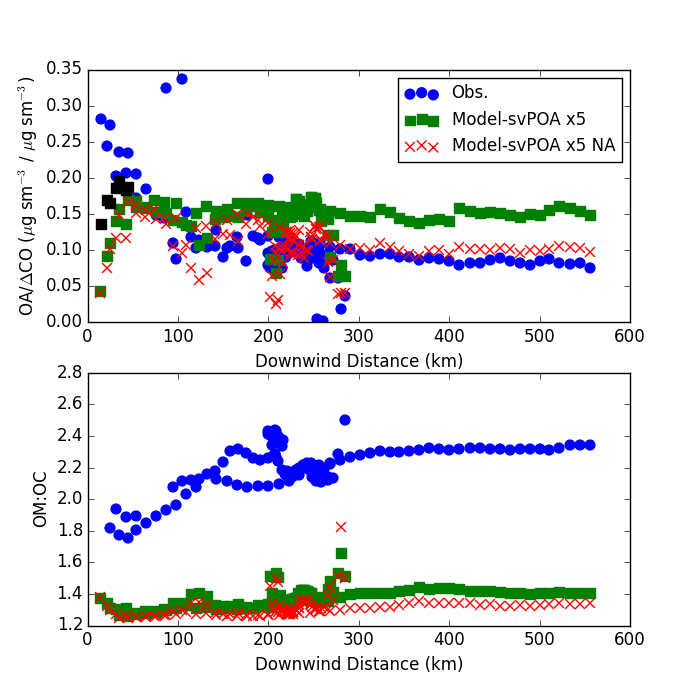 0.35
0.30
0.25
0.20
0.15
0.10
0.05
0.00
OA/△CO (μg sm⁻³ / μg sm⁻³)
Obs.
Model-svPOA x5
Model-svPOA x5 NA
0 100 200 300 400 500 600
Downwind Distance (km)
2.8
2.6
2.4
2.2
2.0
1.8
1.6
1.4
1.2
OM:OC
0 100 200 300 400 500 600
Downwind Distance (km)